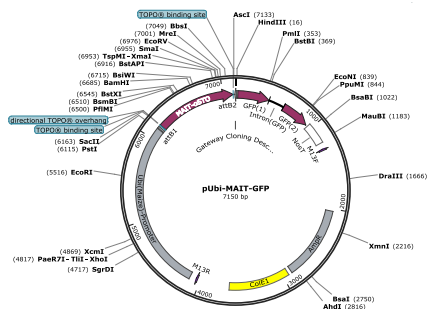 TOPO® binding site
(7049) BbsI
(7001) MreI
(6976) EcoRV
(6955) SmaI
(6953) TspMI - XmaI
(6916) BstAPI
(6715) BsiWI
(6685) BamHI
(6545) BstXI
(6510) BsmBI
(6500) PflMI
directional TOPO® overhang
TOPO® binding site
(6163) SacII
(6115) PstI
(5516) EcoRI
(4869) XcmI
(4817) PaeR7I - TliI - XhoI
(4717) SgrDI
AscI (7133)
HindIII (16)
PmlI (353)
BstBI (369)
EcoNI (839)
PpuMI (844)
BsaBI (1022)
MauBI (1183)
DraIII (1666)
XmnI (2216)
BsaI (2750)
AhdI (2816)
7000
1000
2000
3000
4000
5000
6000
attB1
attB2
GFP(1)
Intron(GFP)
GFP(2)
NosT
M13F
Gateway Cloning Desc...
pUbi-MAIT-GFP
7150 bp
AmpR
ColE1
M13R